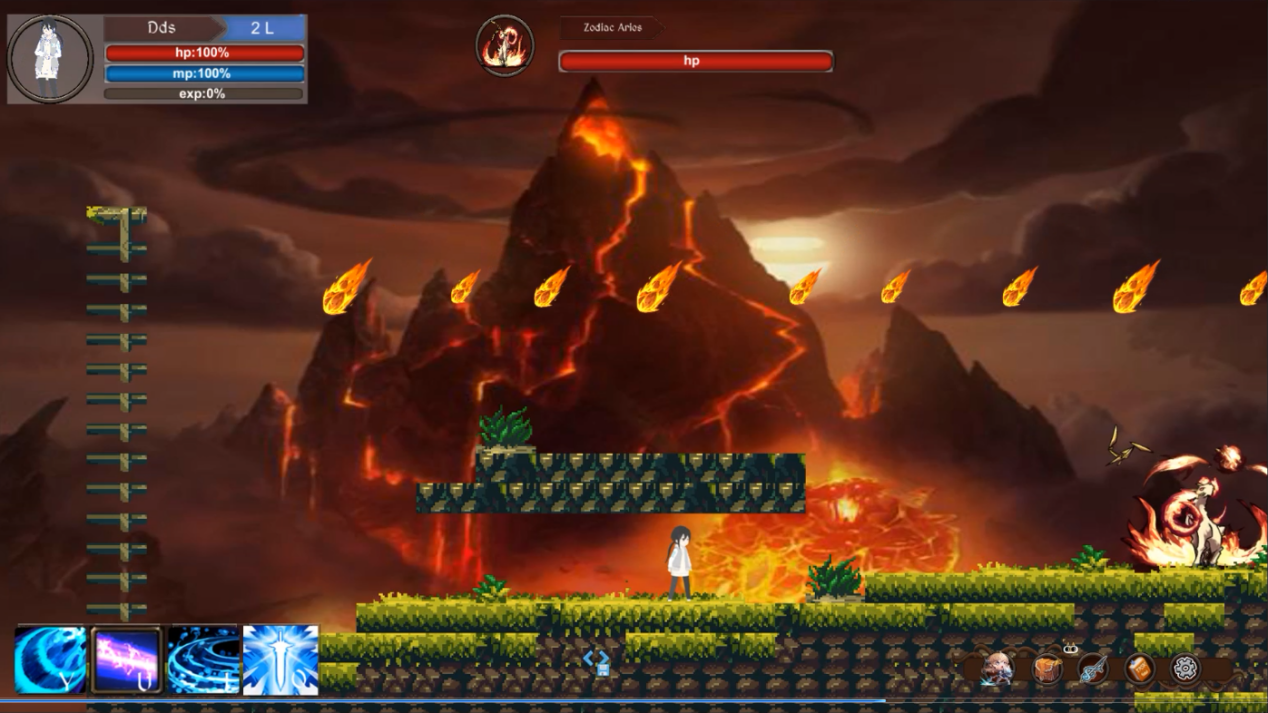 Dds
2 L
hp:100%
mp:100%
exp:0%
Zodiac Aries
hp
Y
U
I
O